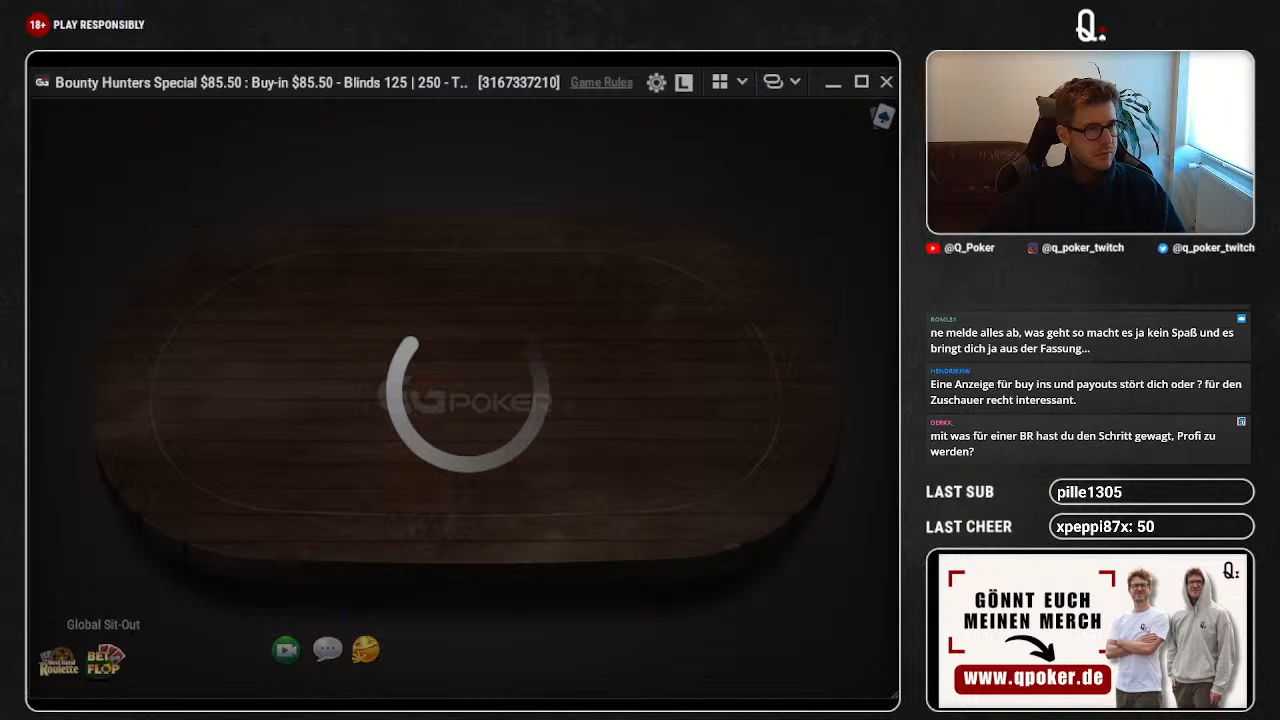 18+ PLAY RESPONSIBLY
Q.
Bounty Hunters Special $85.50 : Buy-in $85.50 - Blinds 125 | 250 - T.. [3167337210] Game Rules
L
GGPOKER
@Q_Poker @q_poker_twitch @q_poker_twitch
ROML31
ne melde alles ab, was geht so macht es ja kein Spaß und es
bringt dich ja aus der Fassung...
HENDRIKHW
Eine Anzeige für buy ins und payouts stört dich oder ? für den
Zuschauer recht interessant.
DERKX_
mit was für einer BR hast du den Schritt gewagt, Profi zu
werden?
LAST SUB pille1305
LAST CHEER xpeppi87x: 50
GÖNNT EUCH
MEINEN MERCH
www.qpoker.de
Q.
Global Sit-Out
Roulette
BET
FLOP